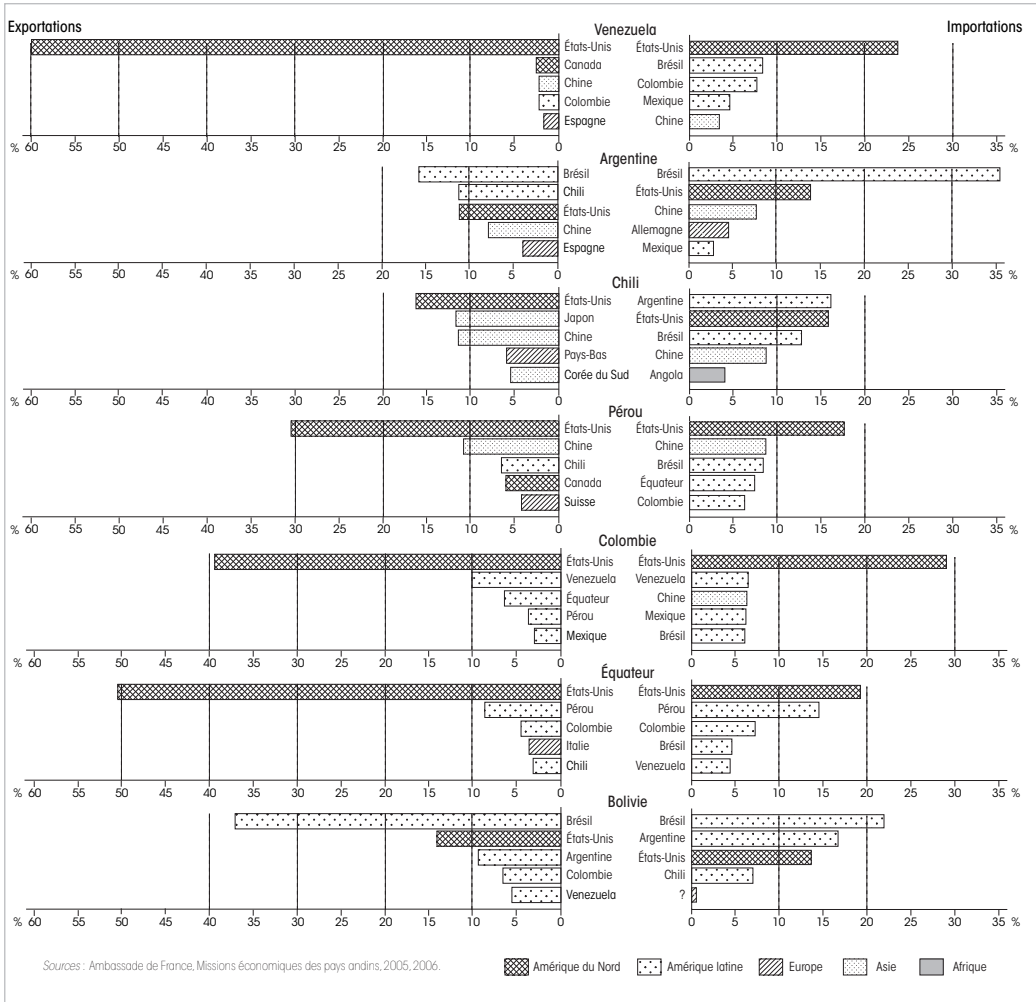 Exportations
Importations
Venezuela
États-Unis États-Unis
Canada Brésil
Chine Colombie
Colombie Mexique
Espagne Chine
% 60 55 50 45 40 35 30 25 20 15 10 5 0 0 5 10 15 20 25 30 35 %
Argentine
Brésil Brésil
Chili États-Unis
États-Unis Chine
Chine Allemagne
Espagne Mexique
% 60 55 50 45 40 35 30 25 20 15 10 5 0 0 5 10 15 20 25 30 35 %
Chili
États-Unis Argentine
Japon États-Unis
Chine Brésil
Pays-Bas Chine
Corée du Sud Angola
% 60 55 50 45 40 35 30 25 20 15 10 5 0 0 5 10 15 20 25 30 35 %
Pérou
États-Unis États-Unis
Chine Chine
Chili Brésil
Canada Équateur
Suisse Colombie
% 60 55 50 45 40 35 30 25 20 15 10 5 0 0 5 10 15 20 25 30 35 %
Colombie
États-Unis États-Unis
Venezuela Venezuela
Équateur Chine
Pérou Mexique
Mexique Brésil
% 60 55 50 45 40 35 30 25 20 15 10 5 0 0 5 10 15 20 25 30 35 %
Équateur
États-Unis États-Unis
Pérou Pérou
Colombie Colombie
Italie Brésil
Chili Venezuela
% 60 55 50 45 40 35 30 25 20 15 10 5 0 0 5 10 15 20 25 30 35 %
Bolivie
Brésil Brésil
États-Unis Argentine
Argentine États-Unis
Colombie Chili
Venezuela ?
% 60 55 50 45 40 35 30 25 20 15 10 5 0 0 5 10 15 20 25 30 35 %
Sources : Ambassade de France, Missions économiques des pays andins, 2005, 2006.
Amérique du Nord Amérique latine Europe Asie Afrique